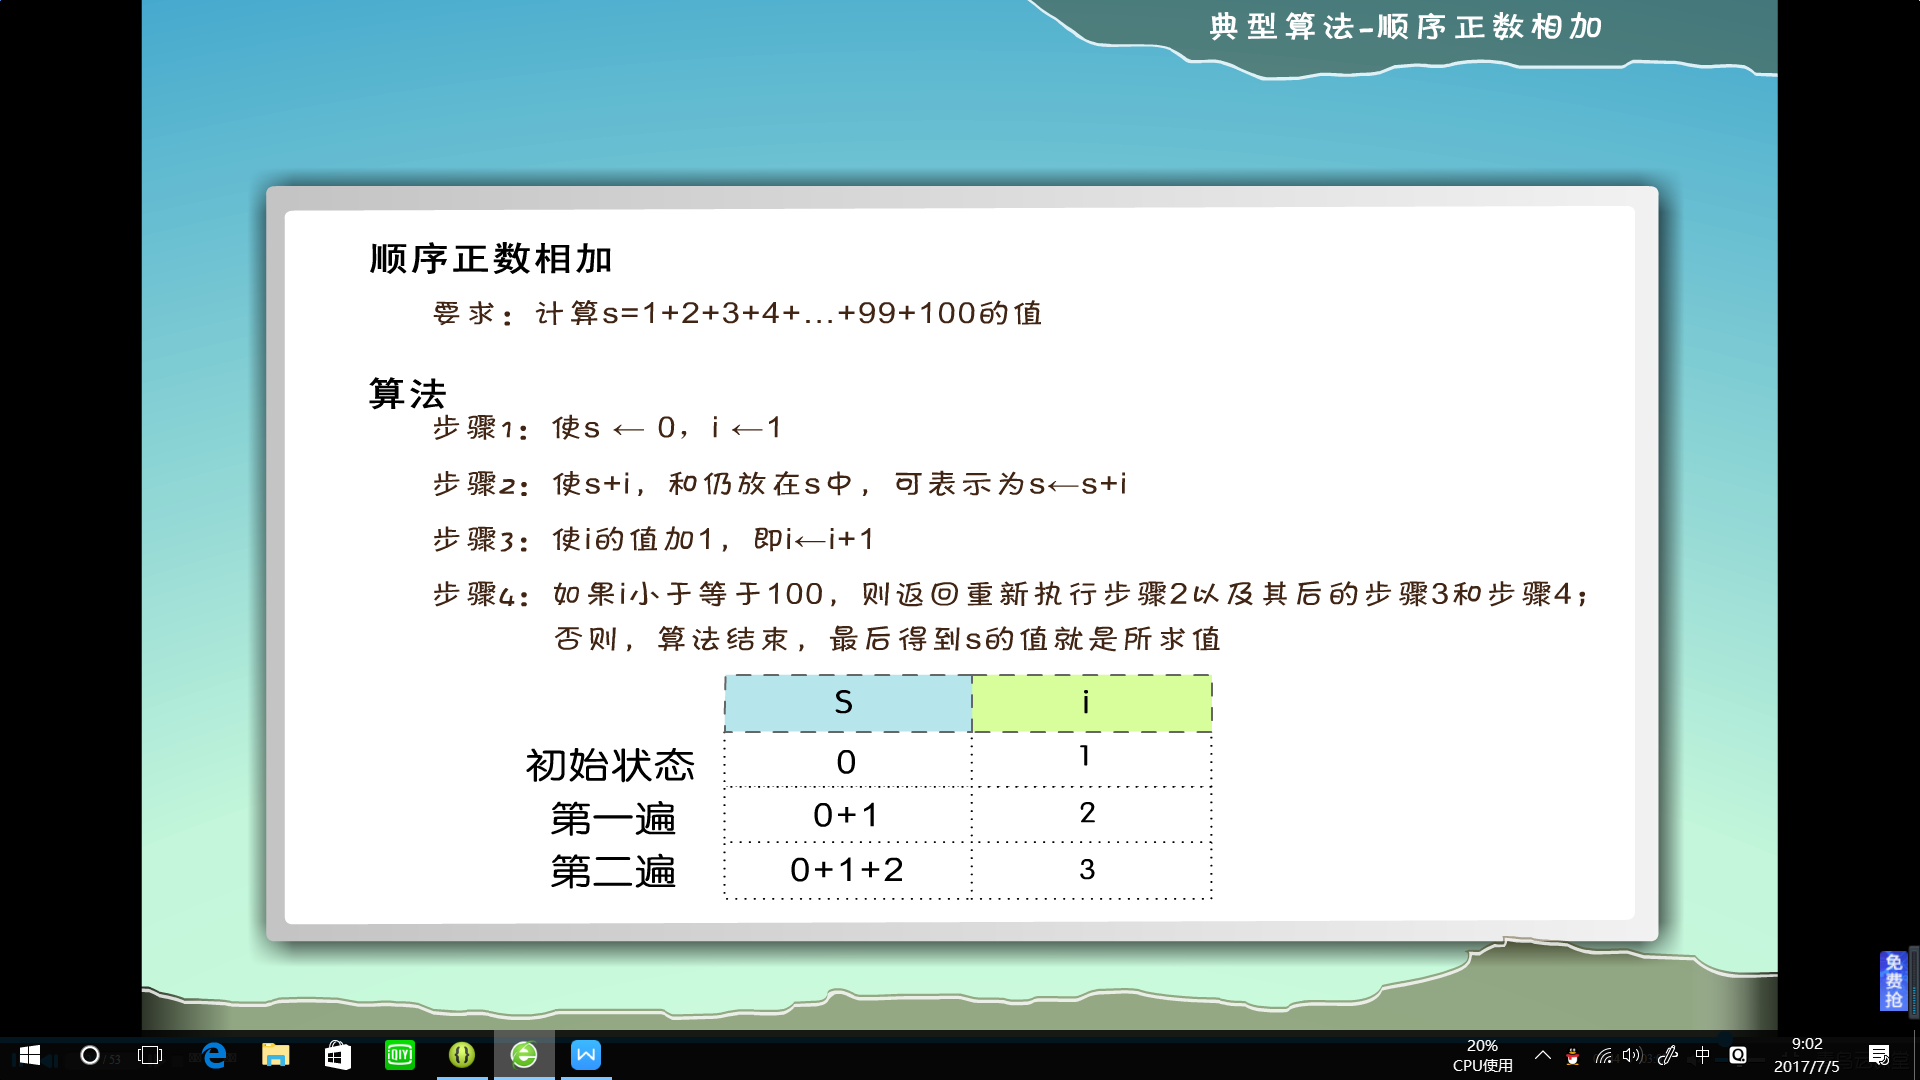 典型算法-顺序正数相加
顺序正数相加
要求：计算s=1+2+3+4+...+99+100的值
算法
步骤1：使s ← 0，i ←1
步骤2：使s+i，和仍放在s中，可表示为s←s+i
步骤3：使i的值加1，即i←i+1
步骤4：如果i小于等于100，则返回重新执行步骤2以及其后的步骤3和步骤4；
否则，算法结束，最后得到s的值就是所求值
S i
初始状态 0 1
第一遍 0+1 2
第二遍 0+1+2 3
免费抢
QIYI
20%
CPU使用
中
9:02
2017/7/5